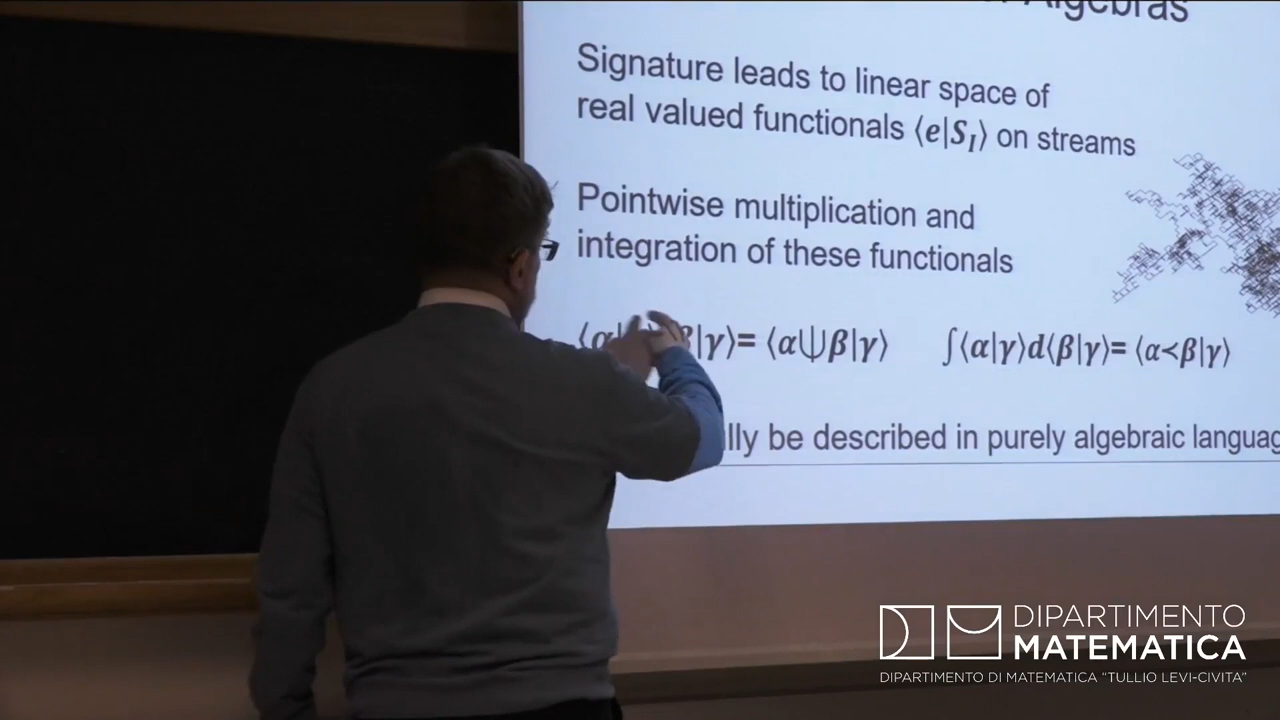 Algebras
Signature leads to linear space of
real valued functionals ⟨e|S_I⟩ on streams
Pointwise multiplication and
integration of these functionals
⟨α| β|γ⟩= ⟨α⧢β|γ⟩ ∫⟨α|γ⟩d⟨β|γ⟩= ⟨α≺β|γ⟩
be described in purely algebraic
DIPARTIMENTO
MATEMATICA
DIPARTIMENTO DI MATEMATICA "TULLIO LEVI-CIVITA"